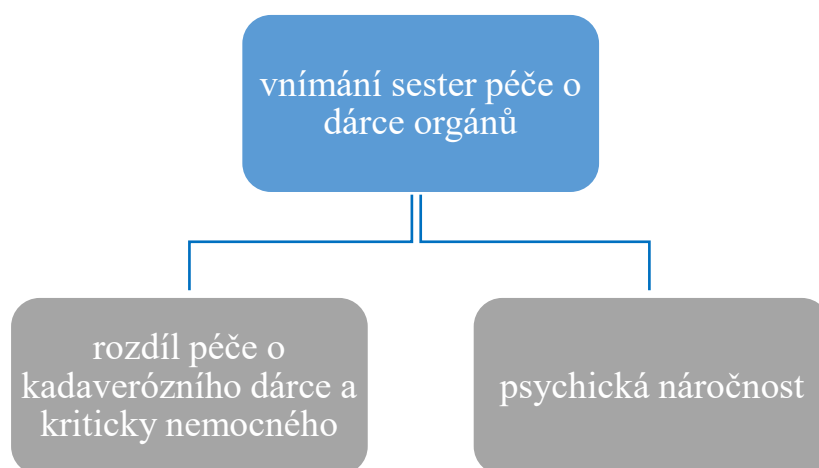 vnímání sester péče o
dárce orgánů
rozdíl péče o
kadaverózního dárce a
kriticky nemocného
psychická náročnost